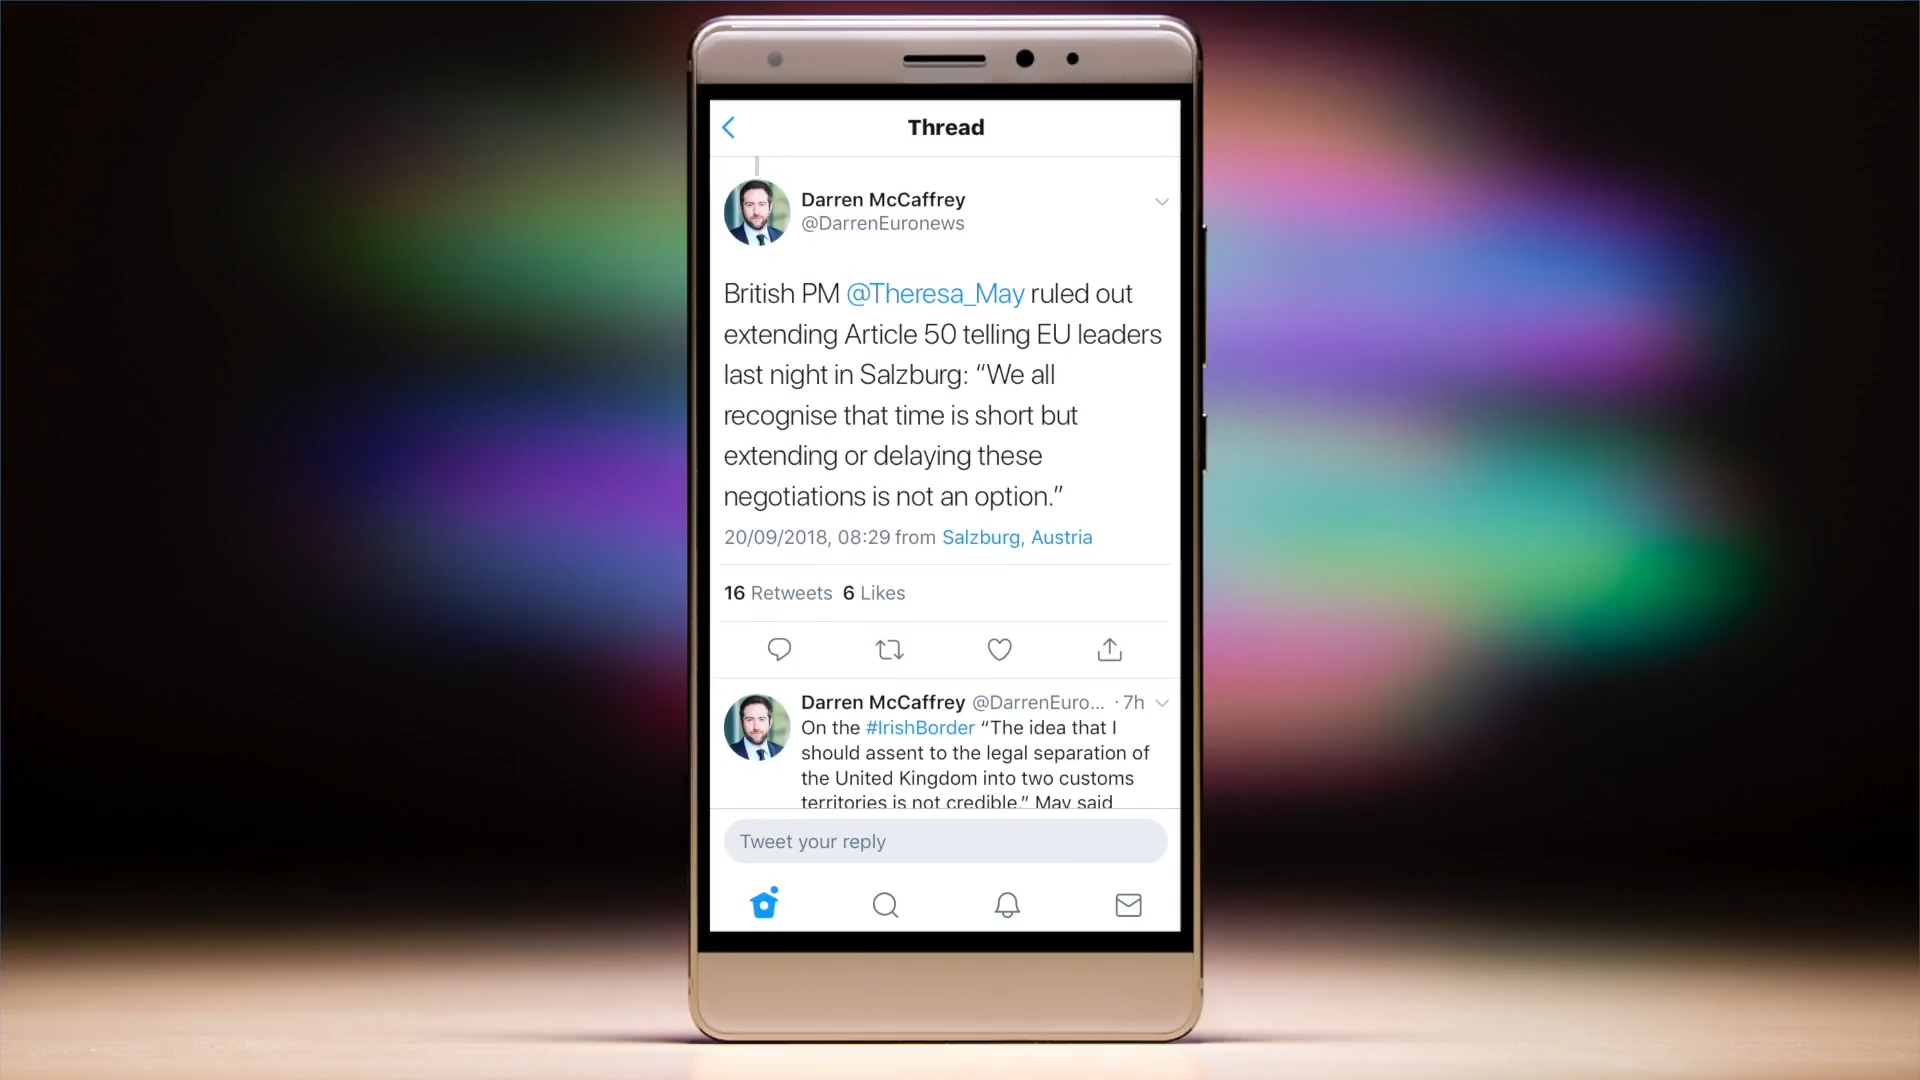 Thread
Darren McCaffrey
@DarrenEuronews
British PM @Theresa_May ruled out
extending Article 50 telling EU leaders
last night in Salzburg: “We all
recognise that time is short but
extending or delaying these
negotiations is not an option.”
20/09/2018, 08:29 from Salzburg, Austria
16 Retweets 6 Likes
Darren McCaffrey @DarrenEuro... · 7h
On the #IrishBorder “The idea that I
should assent to the legal separation of
the United Kingdom into two customs
territories is not credible.” May said
Tweet your reply